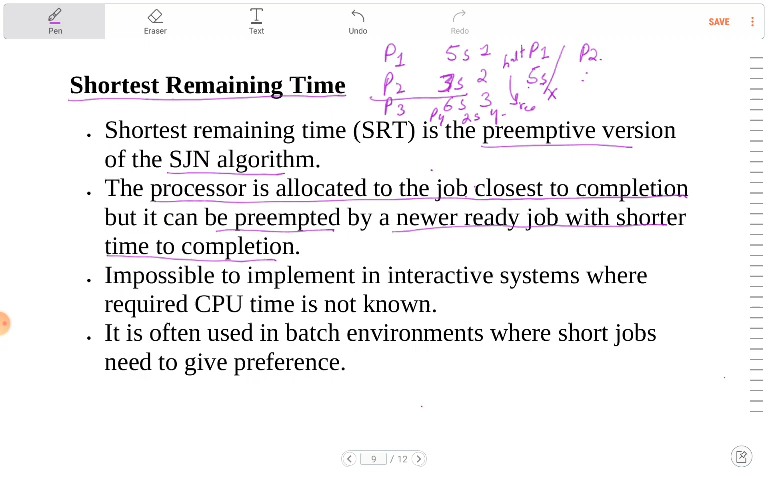 SAVE
Pen Eraser Text Undo Redo
P1 5s 1 halt P1 P2.
P2 3s 2 5s
P3 6s 3
P4 2s 4
Shortest Remaining Time
. Shortest remaining time (SRT) is the preemptive version
of the SJN algorithm.
. The processor is allocated to the job closest to completion
but it can be preempted by a newer ready job with shorter
time to completion.
. Impossible to implement in interactive systems where
required CPU time is not known.
. It is often used in batch environments where short jobs
need to give preference.
9 / 12